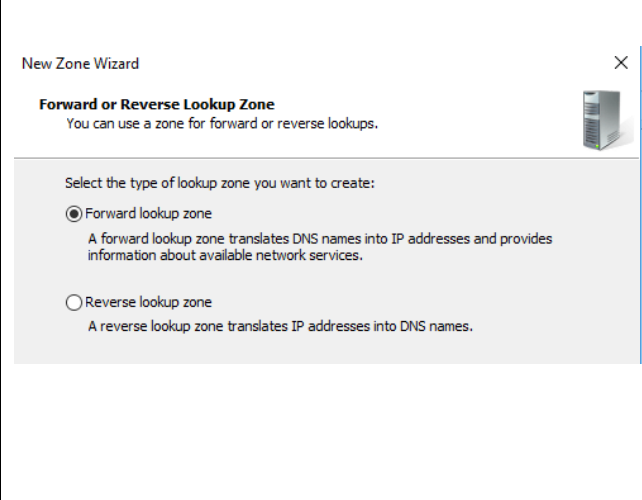 New Zone Wizard
Forward or Reverse Lookup Zone
You can use a zone for forward or reverse lookups.
Select the type of lookup zone you want to create:
Forward lookup zone
A forward lookup zone translates DNS names into IP addresses and provides
information about available network services.
Reverse lookup zone
A reverse lookup zone translates IP addresses into DNS names.